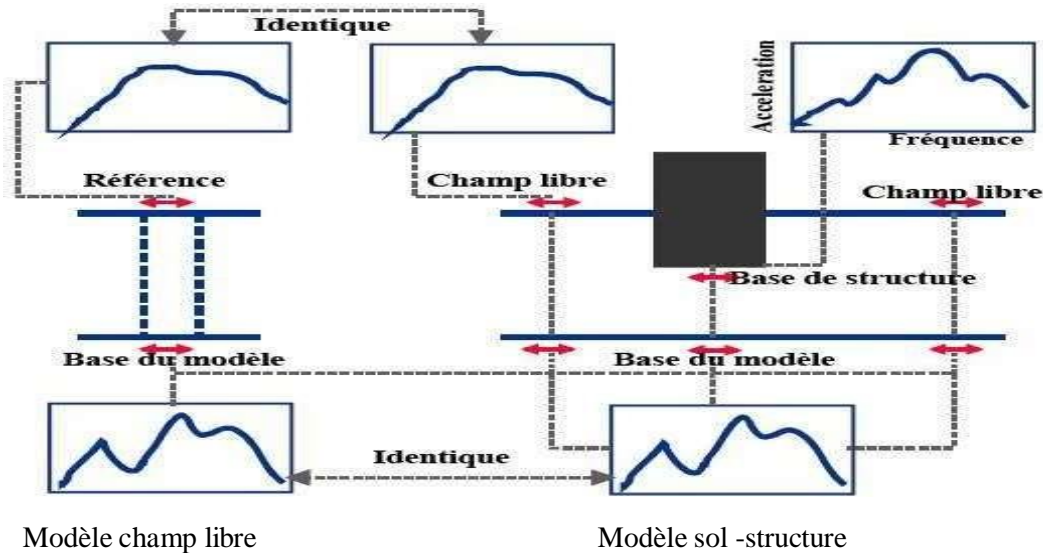 Identique
Acceleration
Fréquence
Référence
Champ libre
Champ libre
Base de structure
Base du modèle
Base du modèle
Identique
Modèle champ libre
Modèle sol -structure